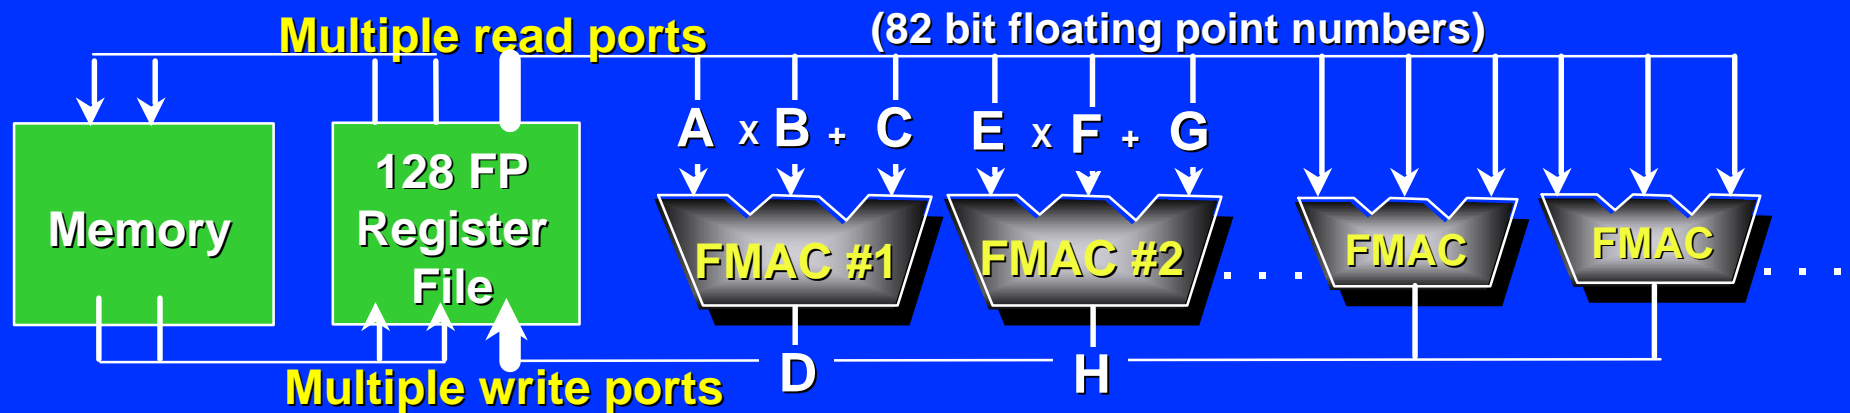 Multiple read ports
(82 bit floating point numbers)
A x B + C
E x F + G
Memory
128 FP
Register
File
FMAC #1
FMAC #2
. . .
FMAC
FMAC
. . .
D
H
Multiple write ports